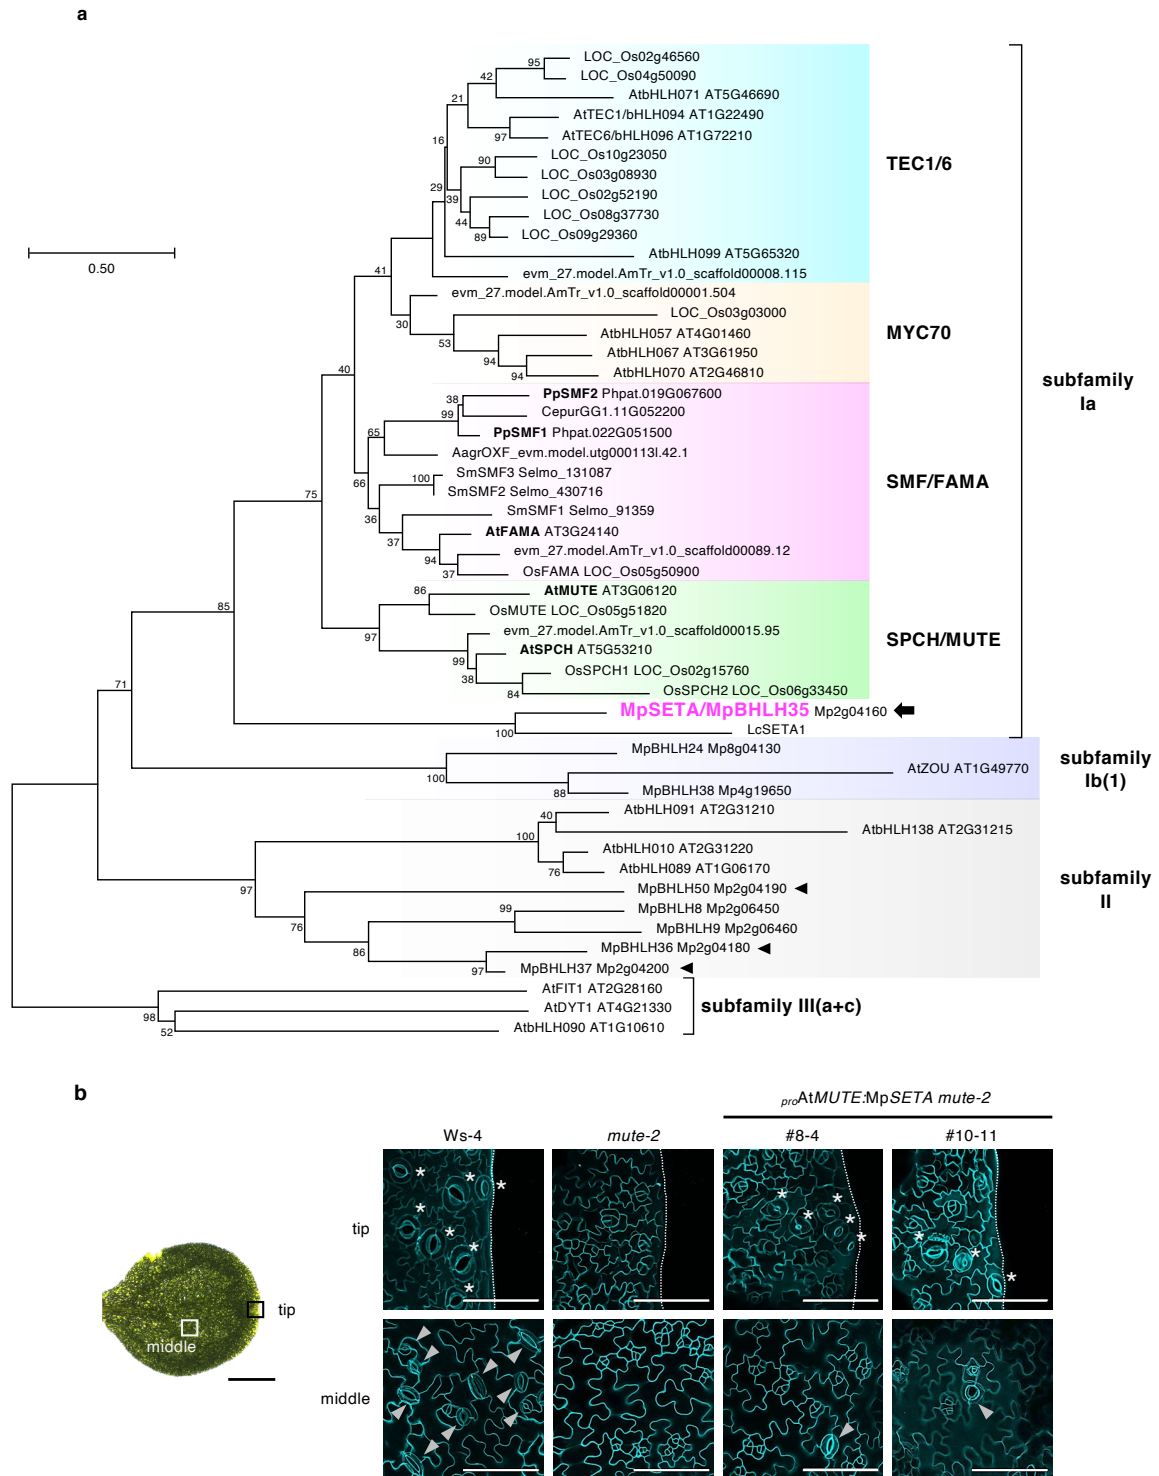 a
LOC_Os02g46560
95
LOC_Os04g50090
42
AtbHLH071 AT5G46690
21
AtTEC1/bHLH094 AT1G22490
AtTEC6/bHLH096 AT1G72210
97
16
LOC_Os10g23050
90
LOC_Os03g08930
TEC1/6
29
39
LOC_Os02g52190
LOC_Os08g37730
44
LOC_Os09g29360
89
AtbHLH099 AT5G65320
0.50
41
evm_27.model.AmTr_v1.0_scaffold00008.115
evm_27.model.AmTr_v1.0_scaffold00001.504
LOC_Os03g03000
30
AtbHLH057 AT4G01460
MYC70
53
AtbHLH067 AT3G61950
94
AtbHLH070 AT2G46810
94
40
subfamily
Ia
PpSMF2 Phpat.019G067600
38
CepurGG1.11G052200
99
PpSMF1 Phpat.022G051500
65
AagrOXF_evm.model.utg000113l.42.1
SmSMF3 Selmo_131087
100
SmSMF2 Selmo_430716
66
SMF/FAMA
75
SmSMF1 Selmo_91359
36
AtFAMA AT3G24140
37
evm_27.model.AmTr_v1.0_scaffold00089.12
94
OsFAMA LOC_Os05g50900
37
AtMUTE AT3G06120
86
OsMUTE LOC_Os05g51820
85
97
evm_27.model.AmTr_v1.0_scaffold00015.95
SPCH/MUTE
AtSPCH AT5G53210
99
OsSPCH1 LOC_Os02g15760
38
OsSPCH2 LOC_Os06g33450
84
71
MpSETA/MpBHLH35 Mp2g04160
LcSETA1
100
MpBHLH24 Mp8g04130
subfamily
Ib(1)
AtZOU AT1G49770
100
MpBHLH38 Mp4g19650
88
AtbHLH091 AT2G31210
40
AtbHLH138 AT2G31215
100
AtbHLH010 AT2G31220
AtbHLH089 AT1G06170
76
97
subfamily
II
MpBHLH50 Mp2g04190
MpBHLH8 Mp2g06450
99
76
MpBHLH9 Mp2g06460
MpBHLH36 Mp2g04180
86
MpBHLH37 Mp2g04200
97
AtFIT1 AT2G28160
AtDYT1 AT4G21330
subfamily III(a+c)
98
AtbHLH090 AT1G10610
52
b
proAtMUTE:MpSETA mute-2
Ws-4
mute-2
#8-4
#10-11
tip
tip
middle
middle